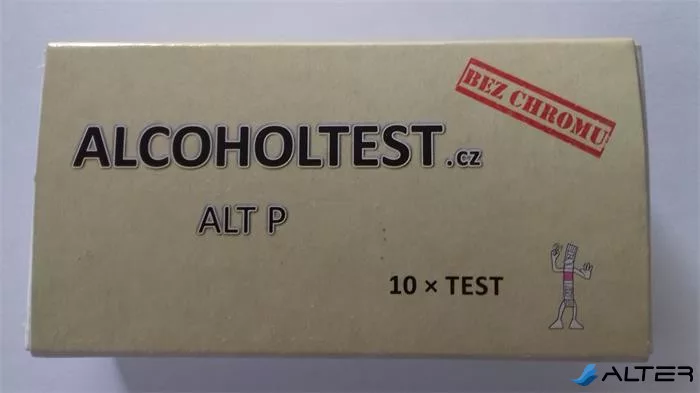 BEZ CHROMU
ALCOHOLTEST.cz
ALT P
10 × TEST
ALTER